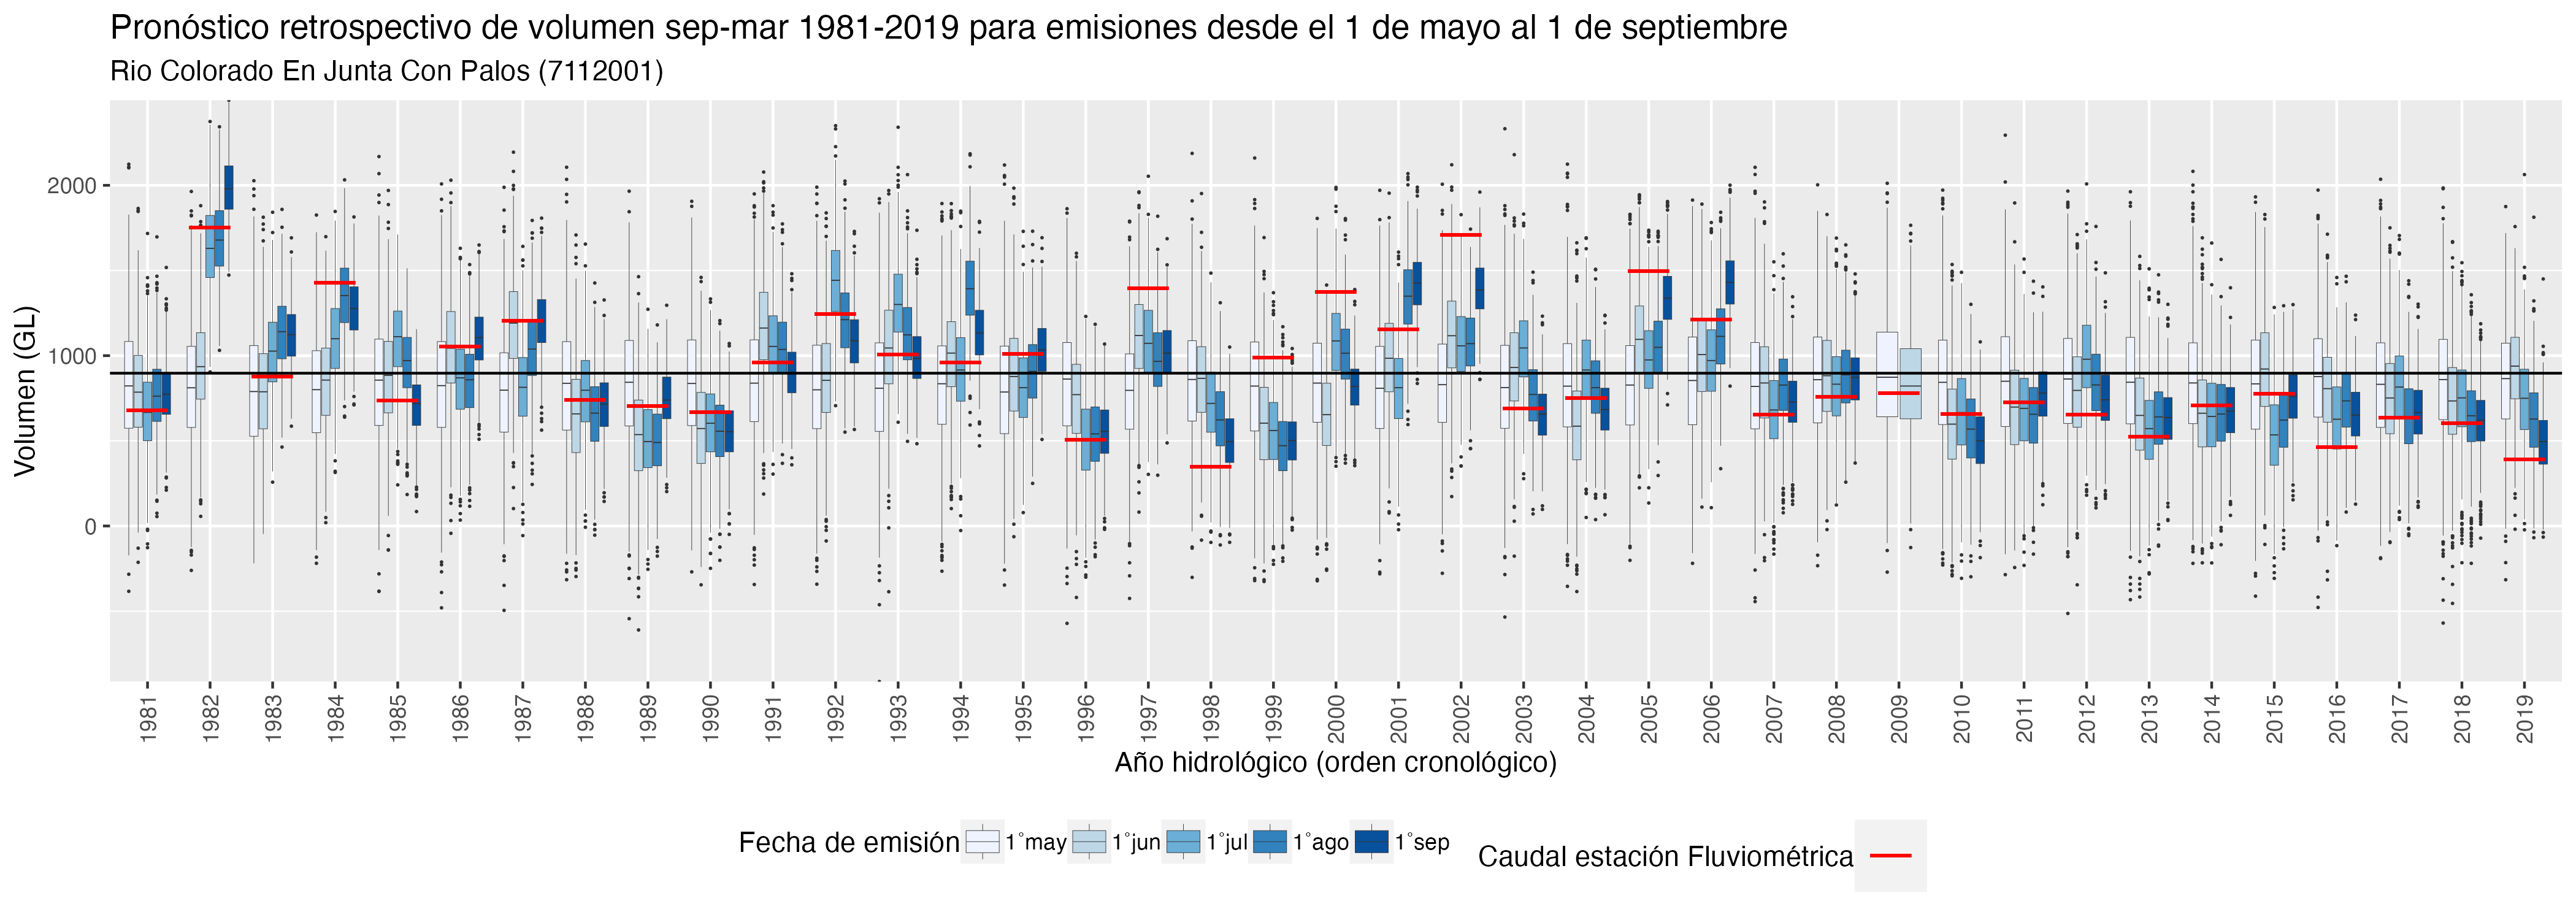 Pronóstico retrospectivo de volumen sep-mar 1981-2019 para emisiones desde el 1 de mayo al 1 de septiembre
Rio Colorado En Junta Con Palos (7112001)
Volumen (GL)
2000
1000
0
1981 1982 1983 1984 1985 1986 1987 1988 1989 1990 1991 1992 1993 1994 1995 1996 1997 1998 1999 2000 2001 2002 2003 2004 2005 2006 2007 2008 2009 2010 2011 2012 2013 2014 2015 2016 2017 2018 2019
Año hidrológico (orden cronológico)
Fecha de emisión 1°may 1°jun 1°jul 1°ago 1°sep
Caudal estación Fluviométrica